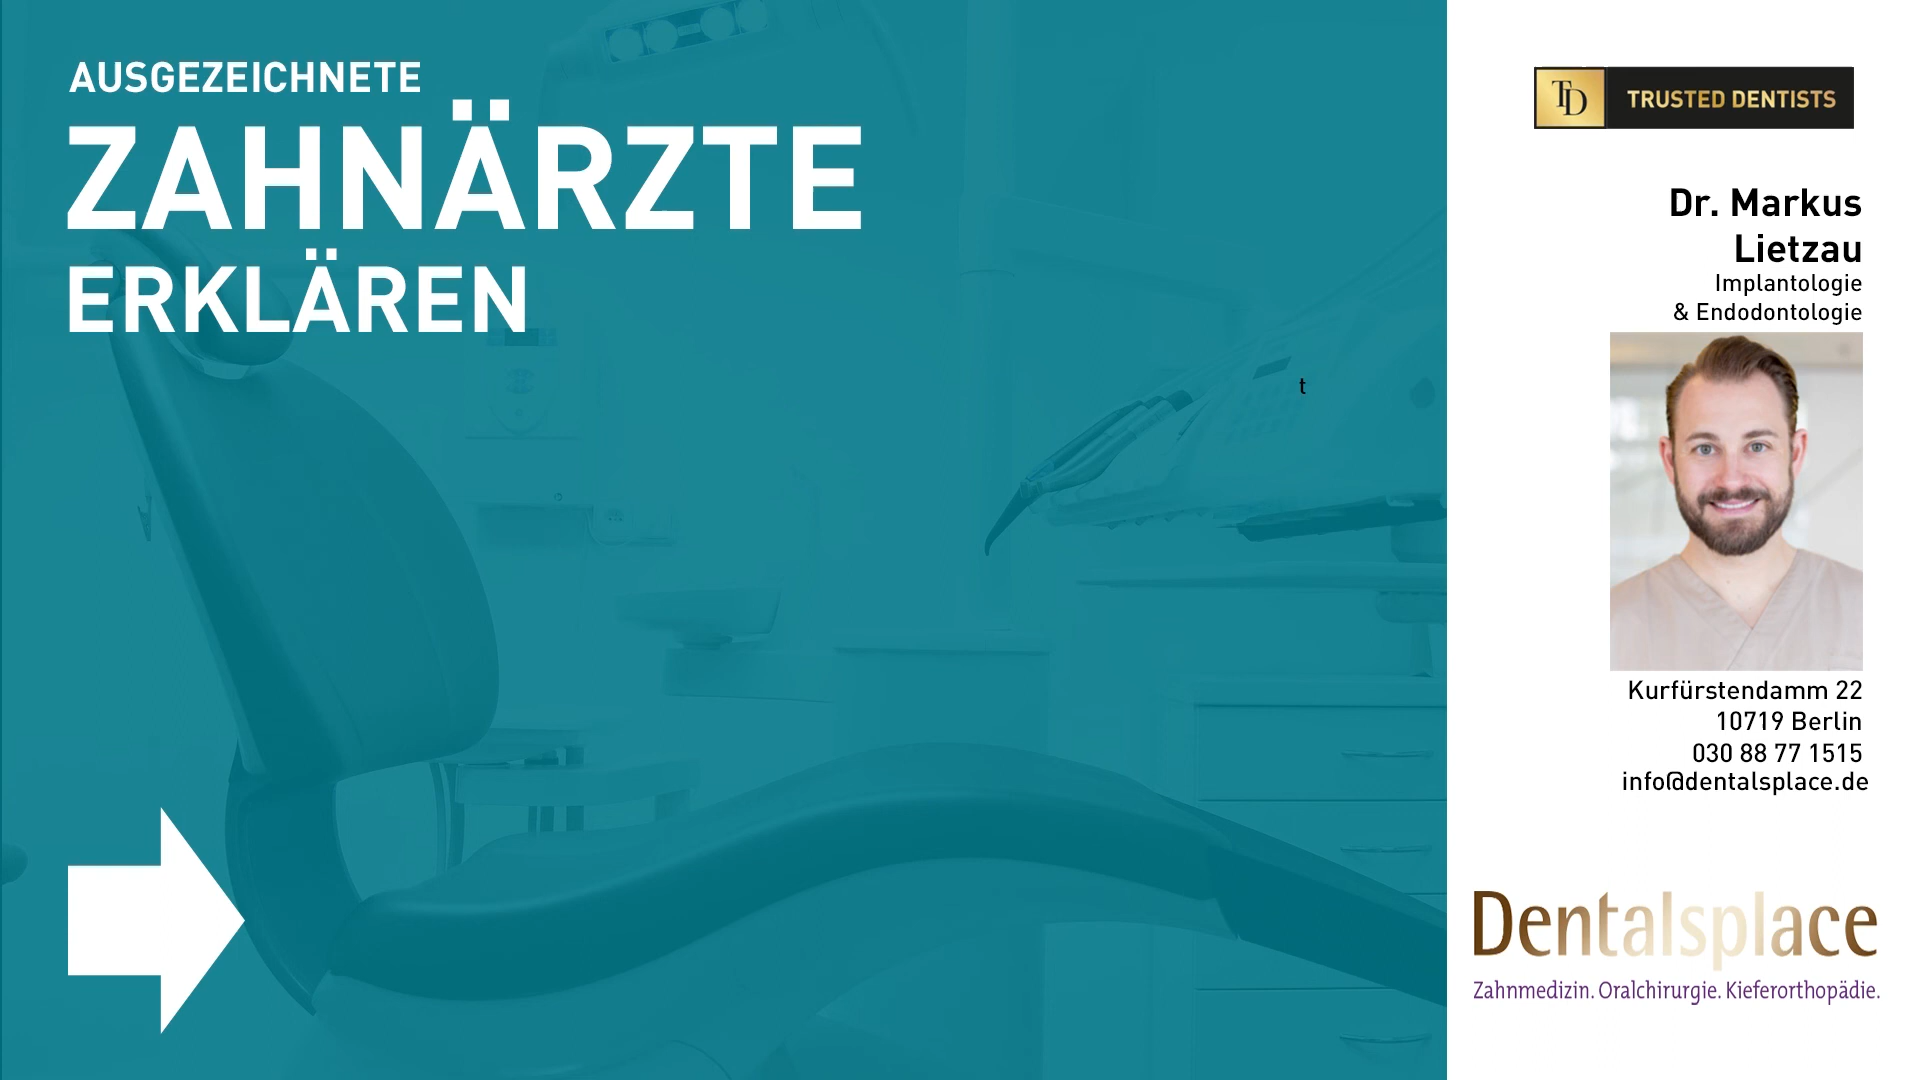 AUSGEZEICHNETE
ZAHNÄRZTE
ERKLÄREN
t
TD TRUSTED DENTISTS
Dr. Markus
Lietzau
Implantologie
& Endodontologie
Kurfürstendamm 22
10719 Berlin
030 88 77 1515
info@dentalsplace.de
Dentalsplace
Zahnmedizin. Oralchirurgie. Kieferorthopädie.